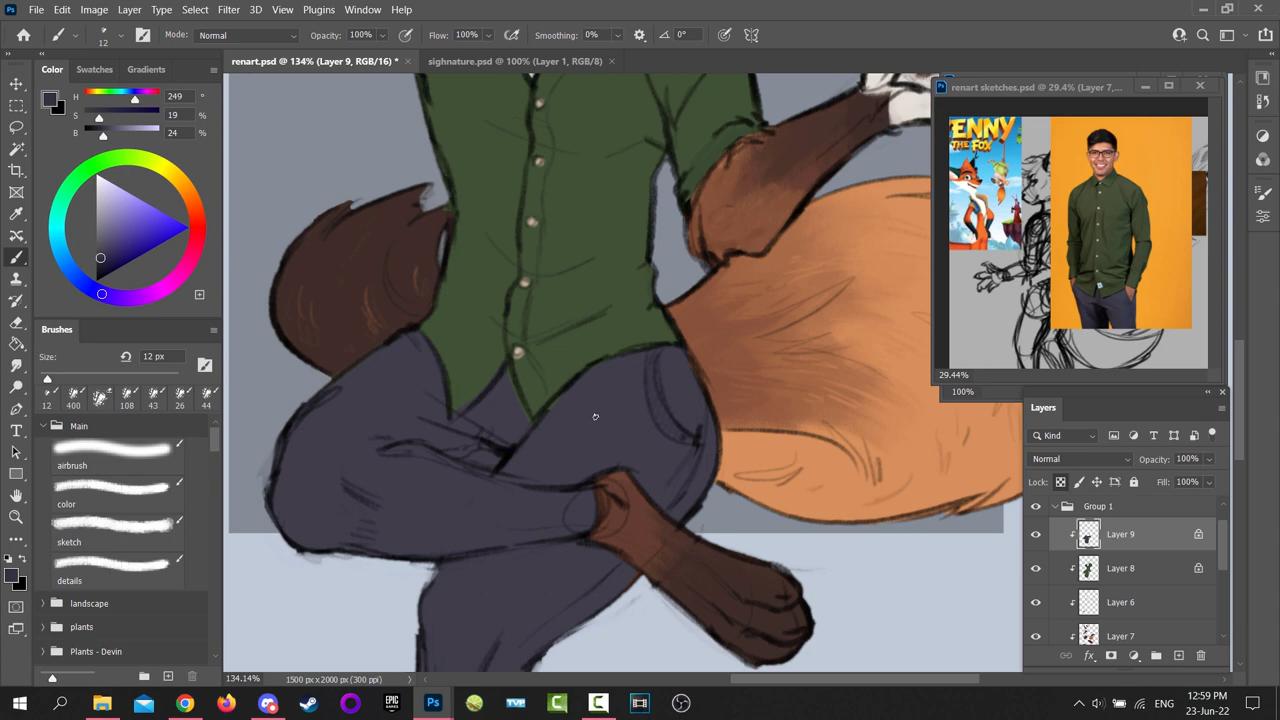 File Edit Image Layer Type Select Filter 3D View Plugins Window Help
12 Mode: Normal Opacity: 100% Flow: 100% Smoothing: 0% 0°
Color Swatches Gradients
renart.psd @ 134% (Layer 9, RGB/16) * sighnature.psd @ 100% (Layer 1, RGB/8)
H 249 °
S 19 %
B 24 %
renart sketches.psd @ 29.4% (Layer 7,...
ENNY
THE FOX
29.44%
100%
Brushes
Size: 12 px
12 400 108 43 26 44
Main
airbrush
color
sketch
details
landscape
plants
Plants - Devin
Layers
Kind
Normal Opacity: 100%
Lock: Fill: 100%
Group 1
Layer 9
Layer 8
Layer 6
Layer 7
fx
134.14% 1500 px x 2000 px (300 ppi)
EPIC GAMES Ps TVP
12:59 PM
23-Jun-22